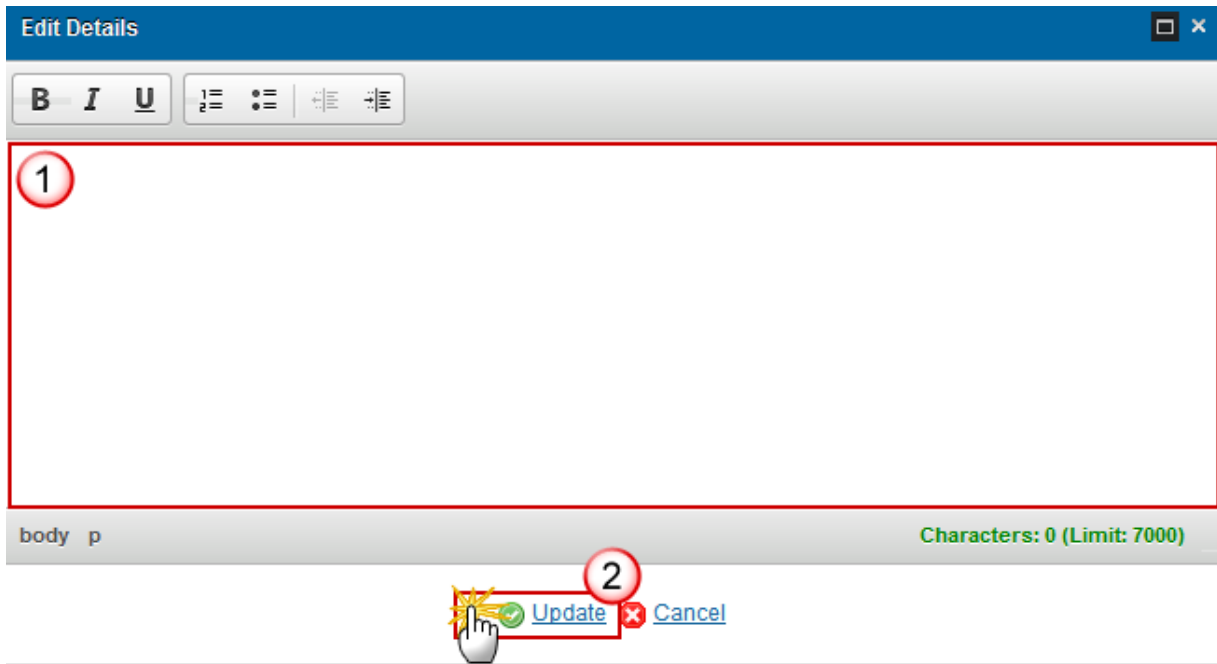 Edit Details
B I U
1
body p Characters: 0 (Limit: 7000)
2
Update Cancel